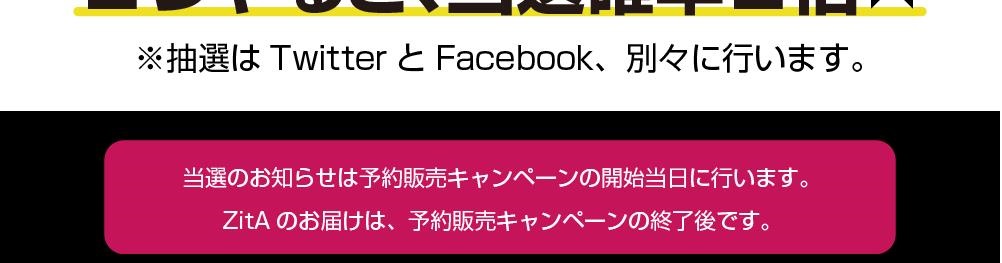 ※抽選は Twitter と Facebook、別々に行います。
当選のお知らせは予約販売キャンペーンの開始当日に行います。
ZitA のお届けは、予約販売キャンペーンの終了後です。